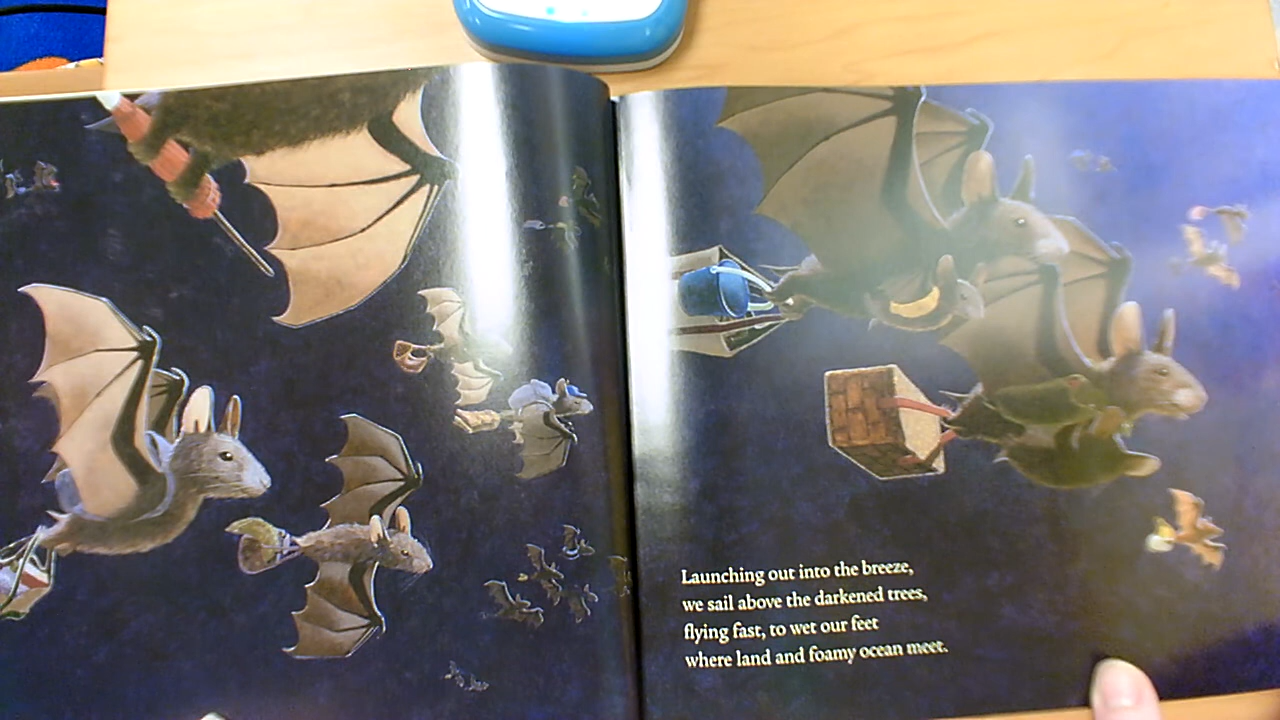 Launching out into the breeze,
we sail above the darkened trees,
flying fast, to wet our feet
where land and foamy ocean meet.